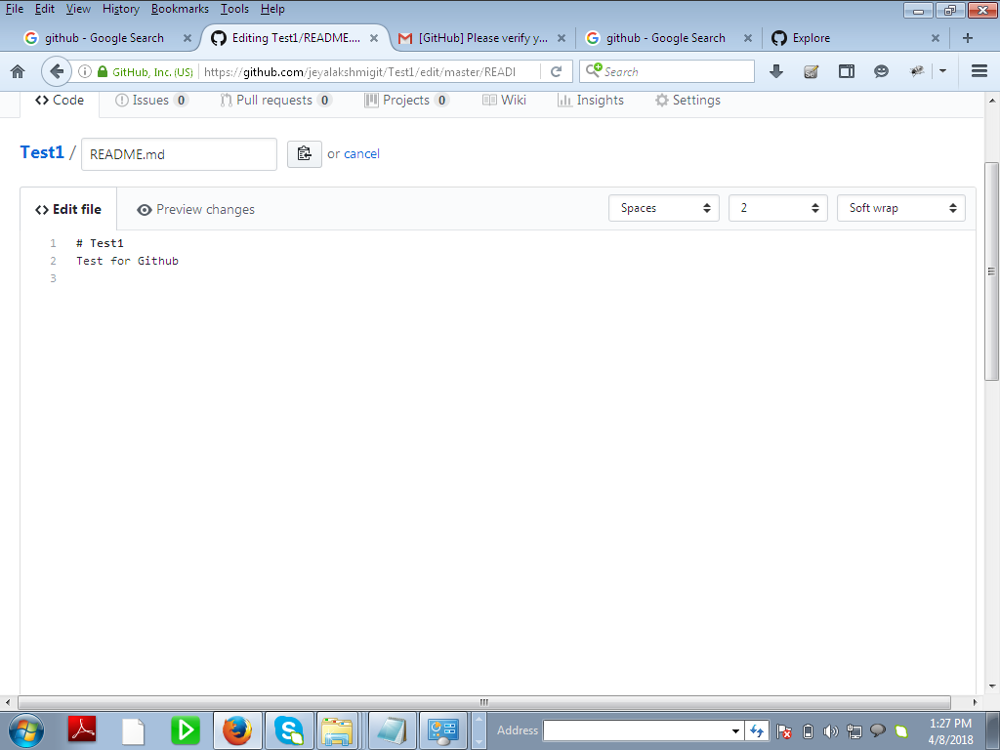 File Edit View History Bookmarks Tools Help
github - Google Search
Editing Test1/README....
[GitHub] Please verify y...
github - Google Search
Explore
GitHub, Inc. (US) https://github.com/jeyalakshmigit/Test1/edit/master/READI Search
Code Issues 0 Pull requests 0 Projects 0 Wiki Insights Settings
Test1 / README.md or cancel
Edit file Preview changes Spaces 2 Soft wrap
1 # Test1
2 Test for Github
3
Address
1:27 PM
4/8/2018